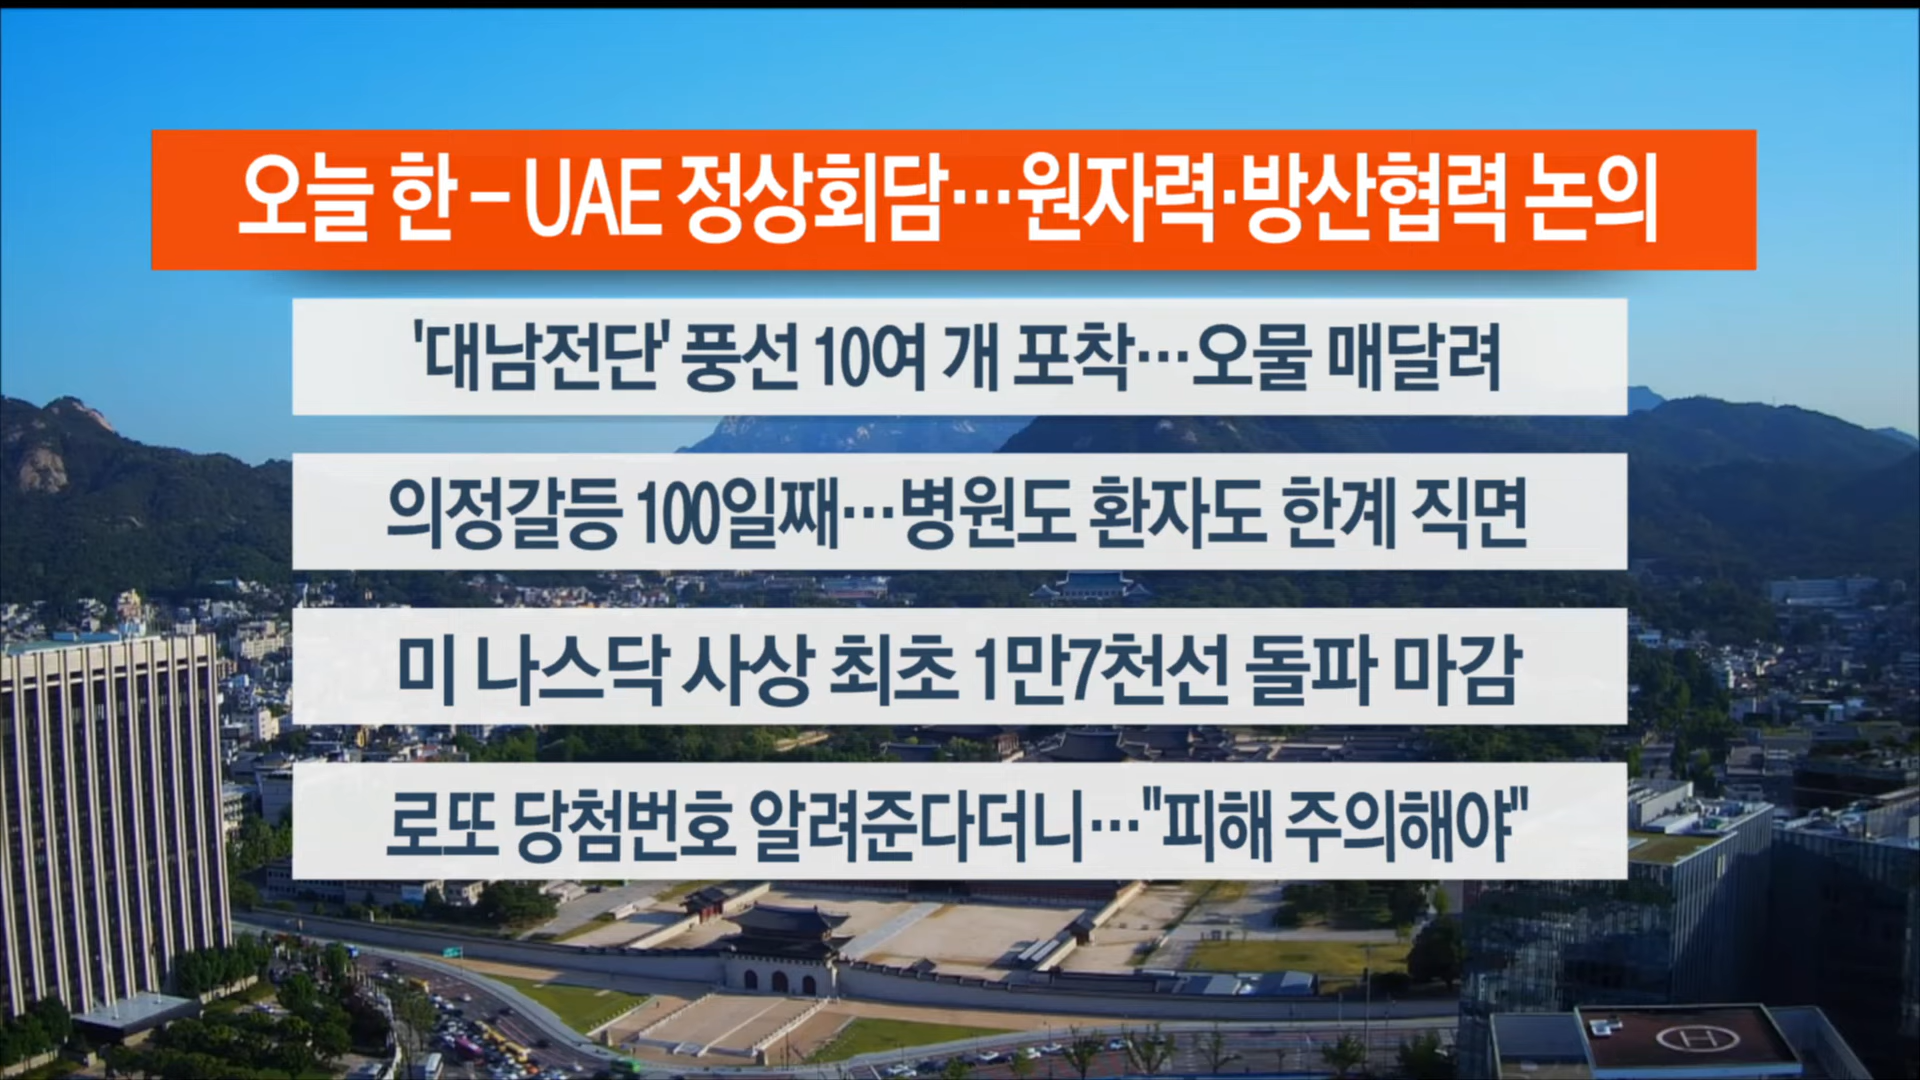 오늘 한 - UAE 정상회담…원자력·방산협력 논의
'대남전단' 풍선 10여 개 포착…오물 매달려
의정갈등 100일째…병원도 환자도 한계 직면
미 나스닥 사상 최초 1만7천선 돌파 마감
로또 당첨번호 알려준다더니…"피해 주의해야"
H